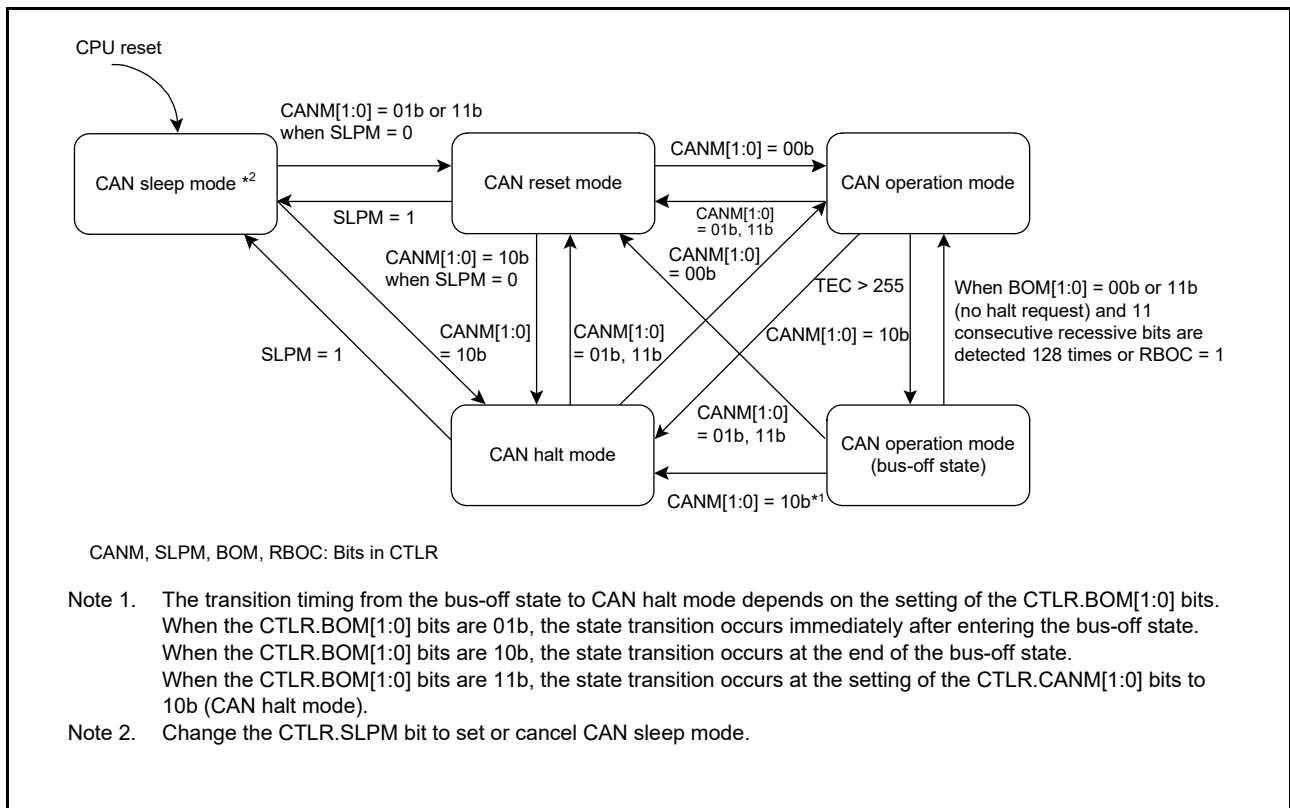 CPU reset
CANM[1:0] = 01b or 11b
when SLPM = 0
CANM[1:0] = 00b
CAN sleep mode *2
CAN reset mode
CAN operation mode
SLPM = 1
CANM[1:0]
= 01b, 11b
CANM[1:0] = 10b
when SLPM = 0
CANM[1:0]
= 00b
TEC > 255
When BOM[1:0] = 00b or 11b
(no halt request) and 11
consecutive recessive bits are
detected 128 times or RBOC = 1
SLPM = 1
CANM[1:0]
= 10b
CANM[1:0]
= 01b, 11b
CANM[1:0] = 10b
CANM[1:0]
= 01b, 11b
CAN halt mode
CAN operation mode
(bus-off state)
CANM[1:0] = 10b*1
CANM, SLPM, BOM, RBOC: Bits in CTLR
Note 1. The transition timing from the bus-off state to CAN halt mode depends on the setting of the CTLR.BOM[1:0] bits.
When the CTLR.BOM[1:0] bits are 01b, the state transition occurs immediately after entering the bus-off state.
When the CTLR.BOM[1:0] bits are 10b, the state transition occurs at the end of the bus-off state.
When the CTLR.BOM[1:0] bits are 11b, the state transition occurs at the setting of the CTLR.CANM[1:0] bits to
10b (CAN halt mode).
Note 2. Change the CTLR.SLPM bit to set or cancel CAN sleep mode.